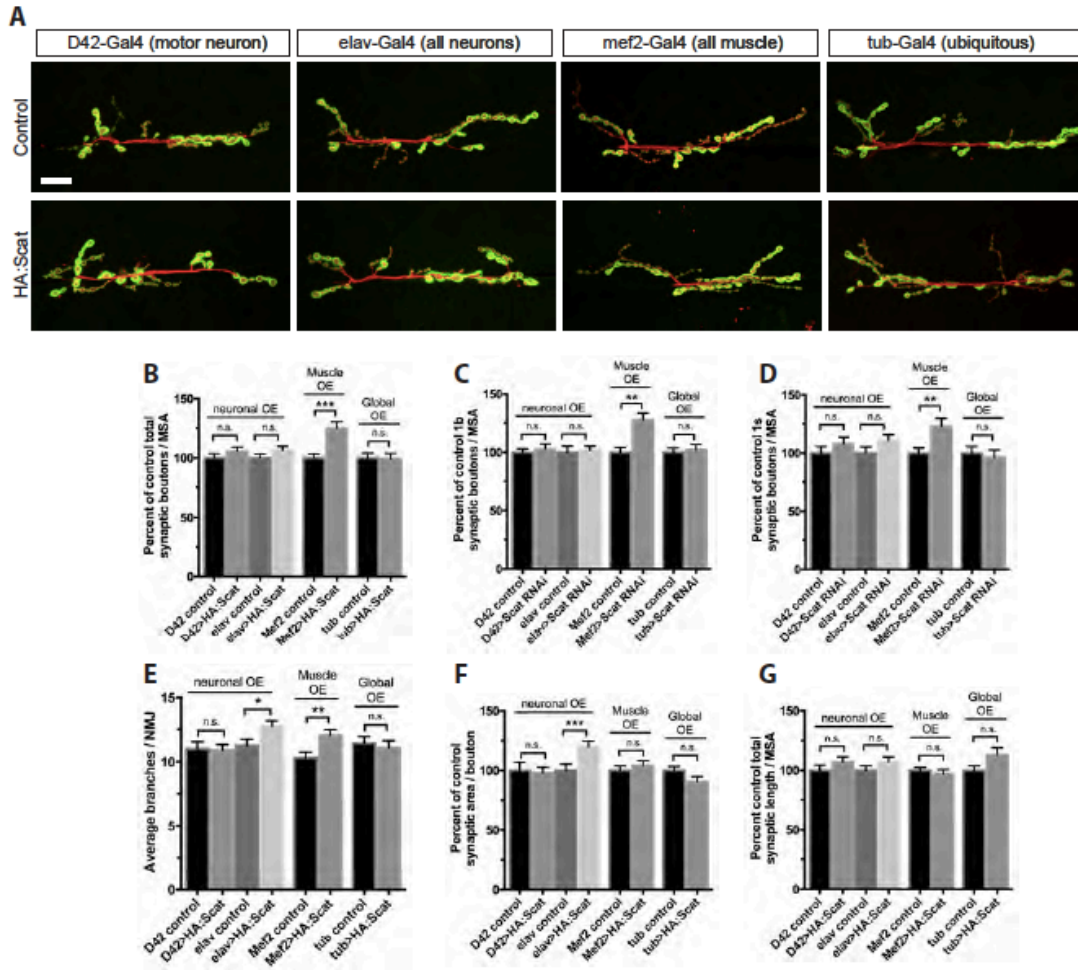 A
D42-Gal4 (motor neuron)
elav-Gal4 (all neurons)
mef2-Gal4 (all muscle)
tub-Gal4 (ubiquitous)
Control
HA:Scat
B
Percent of control total
synaptic boutons / MSA
150
100
50
0
neuronal OE
Muscle
OE
Global
OE
n.s.
n.s.
***
n.s.
D42 control
D42>HA:Scat
elav control
elav>HA:Scat
Mef2 control
Mef2>HA:Scat
tub control
tub>HA:Scat
C
Percent of control 1b
synaptic boutons / MSA
150
100
50
0
neuronal OE
Muscle
OE
Global
OE
n.s.
n.s.
**
n.s.
D42 control
D42>Scat RNAi
elav control
elav>Scat RNAi
Mef2 control
Mef2>Scat RNAi
tub control
tub>Scat RNAi
D
Percent of control 1s
synaptic boutons / MSA
150
100
50
0
neuronal OE
Muscle
OE
Global
OE
n.s.
n.s.
**
n.s.
D42 control
D42>Scat RNAi
elav control
elav>Scat RNAi
Mef2 control
Mef2>Scat RNAi
tub control
tub>Scat RNAi
E
Average branches / NMJ
15
10
5
0
neuronal OE
Muscle
OE
Global
OE
n.s.
*
**
n.s.
D42 control
D42>HA:Scat
elav control
elav>HA:Scat
Mef2 control
Mef2>HA:Scat
tub control
tub>HA:Scat
F
Percent of control
synaptic area / bouton
150
100
50
0
neuronal OE
Muscle
OE
Global
OE
n.s.
***
n.s.
n.s.
D42 control
D42>HA:Scat
elav control
elav>HA:Scat
Mef2 control
Mef2>HA:Scat
tub control
tub>HA:Scat
G
Percent control total
synaptic length / MSA
150
100
50
0
neuronal OE
Muscle
OE
Global
OE
n.s.
n.s.
n.s.
n.s.
D42 control
D42>HA:Scat
elav control
elav>HA:Scat
Mef2 control
Mef2>HA:Scat
tub control
tub>HA:Scat